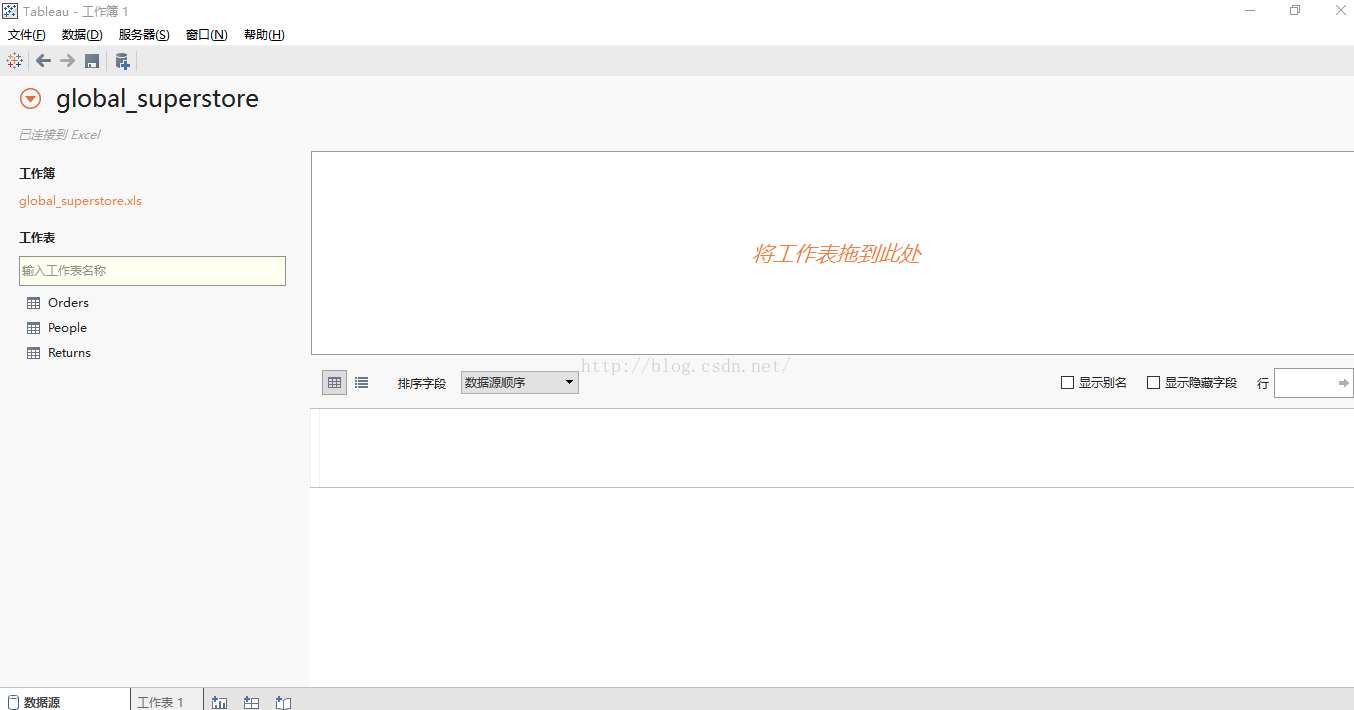 Tableau - 工作簿 1
文件(F) 数据(D) 服务器(S) 窗口(N) 帮助(H)
global_superstore
已连接到 Excel
工作簿
global_superstore.xls
工作表
输入工作表名称
Orders
People
Returns
将工作表拖到此处
http://blog.csdn.net/
排序字段 数据源顺序 显示别名 显示隐藏字段 行
数据源 工作表 1